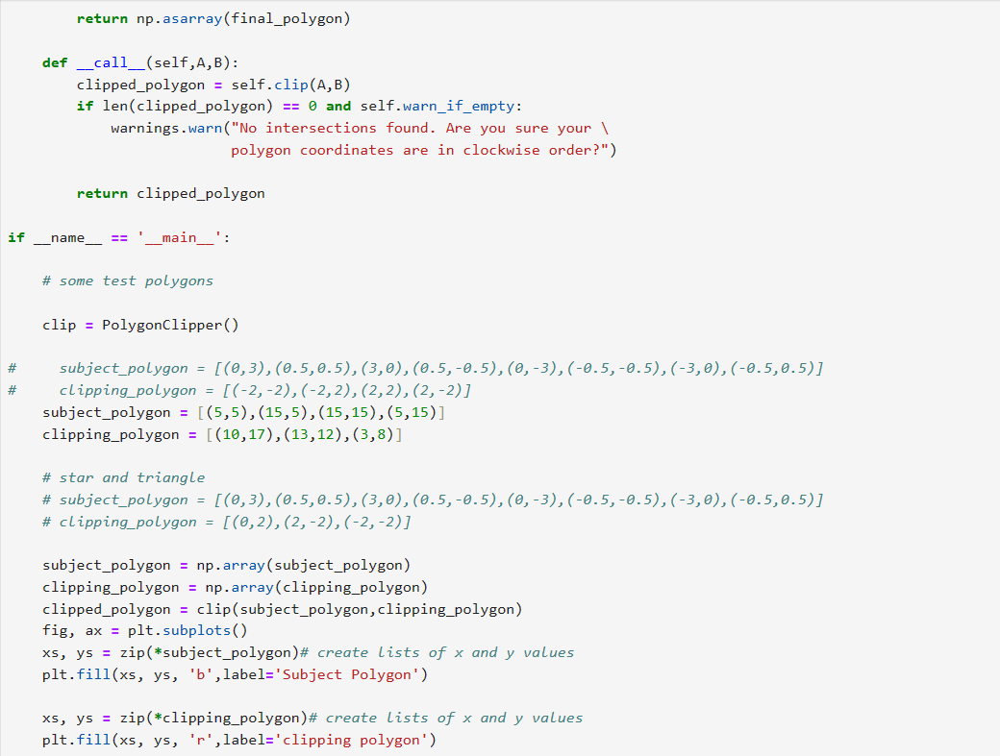 return np.asarray(final_polygon)

    def __call__(self,A,B):
        clipped_polygon = self.clip(A,B)
        if len(clipped_polygon) == 0 and self.warn_if_empty:
            warnings.warn("No intersections found. Are you sure your \
                          polygon coordinates are in clockwise order?")

        return clipped_polygon

if __name__ == '__main__':

    # some test polygons

    clip = PolygonClipper()

#     subject_polygon = [(0,3),(0.5,0.5),(3,0),(0.5,-0.5),(0,-3),(-0.5,-0.5),(-3,0),(-0.5,0.5)]
#     clipping_polygon = [(-2,-2),(-2,2),(2,2),(2,-2)]
    subject_polygon = [(5,5),(15,5),(15,15),(5,15)]
    clipping_polygon = [(10,17),(13,12),(3,8)]

    # star and triangle
    # subject_polygon = [(0,3),(0.5,0.5),(3,0),(0.5,-0.5),(0,-3),(-0.5,-0.5),(-3,0),(-0.5,0.5)]
    # clipping_polygon = [(0,2),(2,-2),(-2,-2)]

    subject_polygon = np.array(subject_polygon)
    clipping_polygon = np.array(clipping_polygon)
    clipped_polygon = clip(subject_polygon,clipping_polygon)
    fig, ax = plt.subplots()
    xs, ys = zip(*subject_polygon)# create lists of x and y values
    plt.fill(xs, ys, 'b',label='Subject Polygon')

    xs, ys = zip(*clipping_polygon)# create lists of x and y values
    plt.fill(xs, ys, 'r',label='clipping polygon')